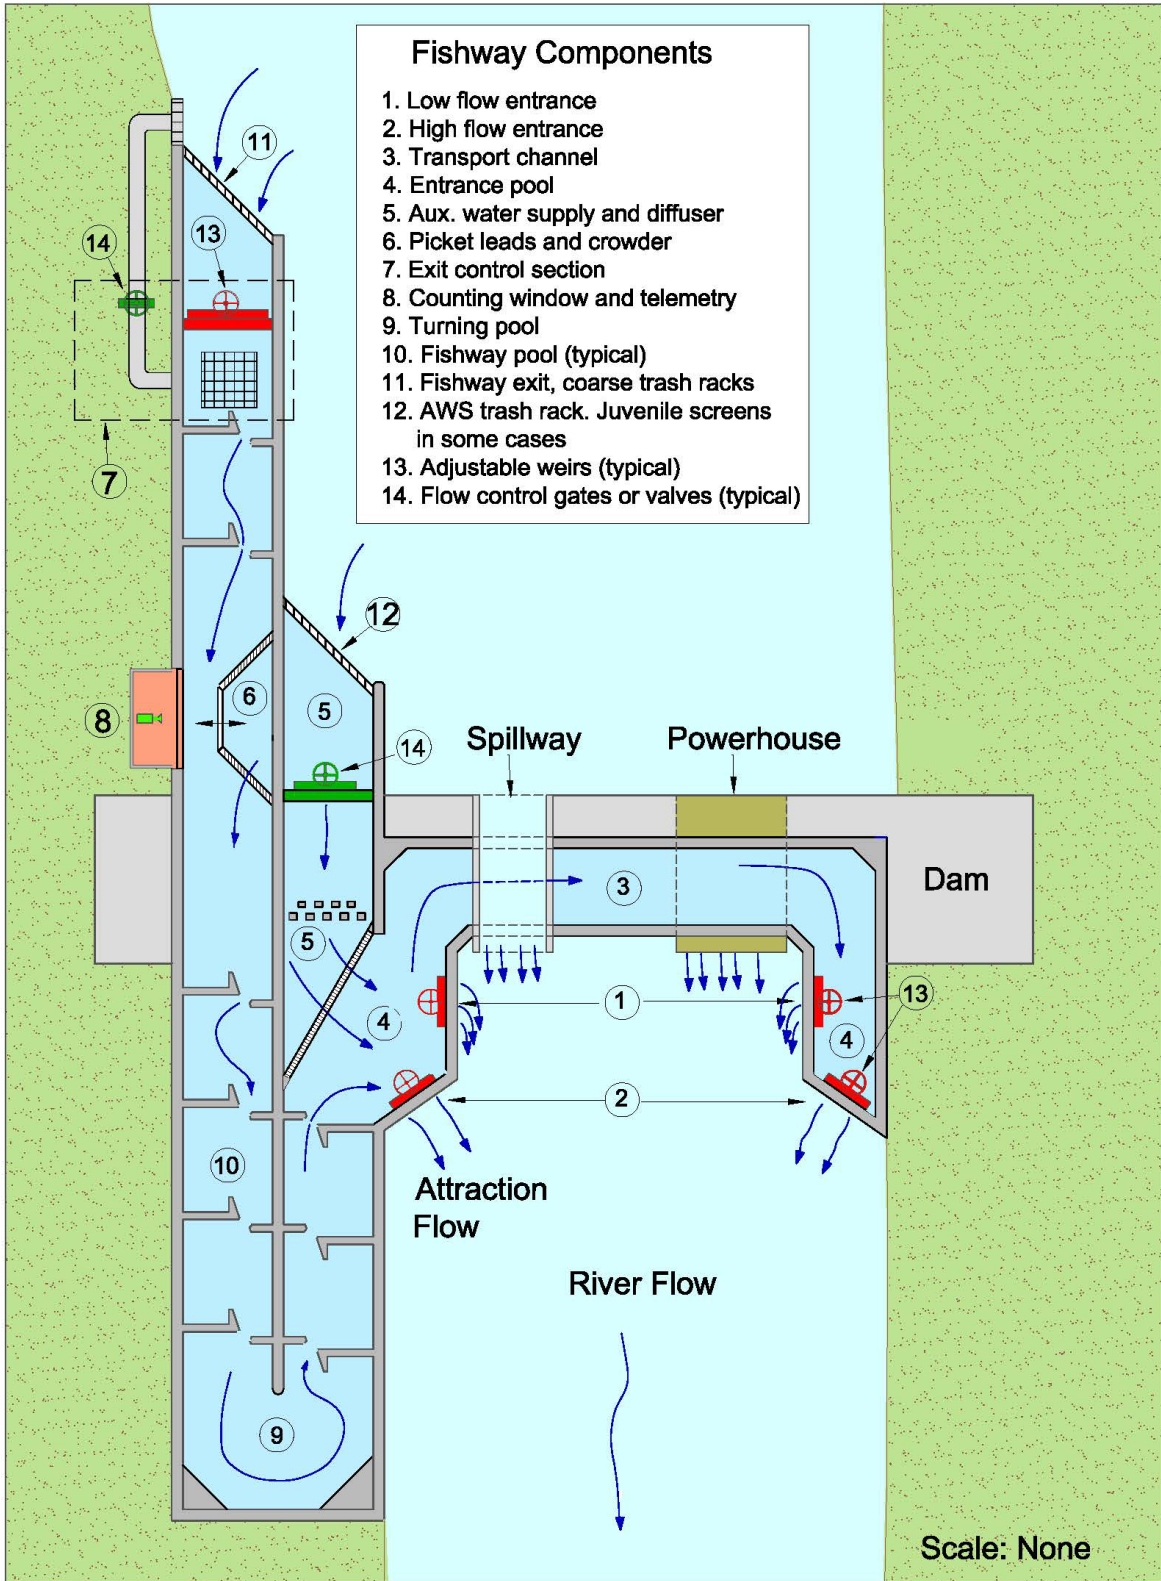 Fishway Components
1. Low flow entrance
2. High flow entrance
3. Transport channel
4. Entrance pool
5. Aux. water supply and diffuser
6. Picket leads and crowder
7. Exit control section
8. Counting window and telemetry
9. Turning pool
10. Fishway pool (typical)
11. Fishway exit, coarse trash racks
12. AWS trash rack. Juvenile screens
in some cases
13. Adjustable weirs (typical)
14. Flow control gates or valves (typical)
11
13
14
7
12
6
5
8
14
Spillway
Powerhouse
3
Dam
5
4
1
13
4
2
10
Attraction
Flow
River Flow
9
Scale: None